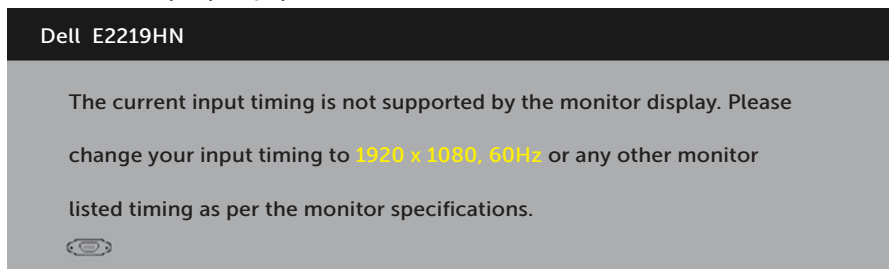 Dell E2219HN
The current input timing is not supported by the monitor display. Please
change your input timing to 1920 x 1080, 60Hz or any other monitor
listed timing as per the monitor specifications.